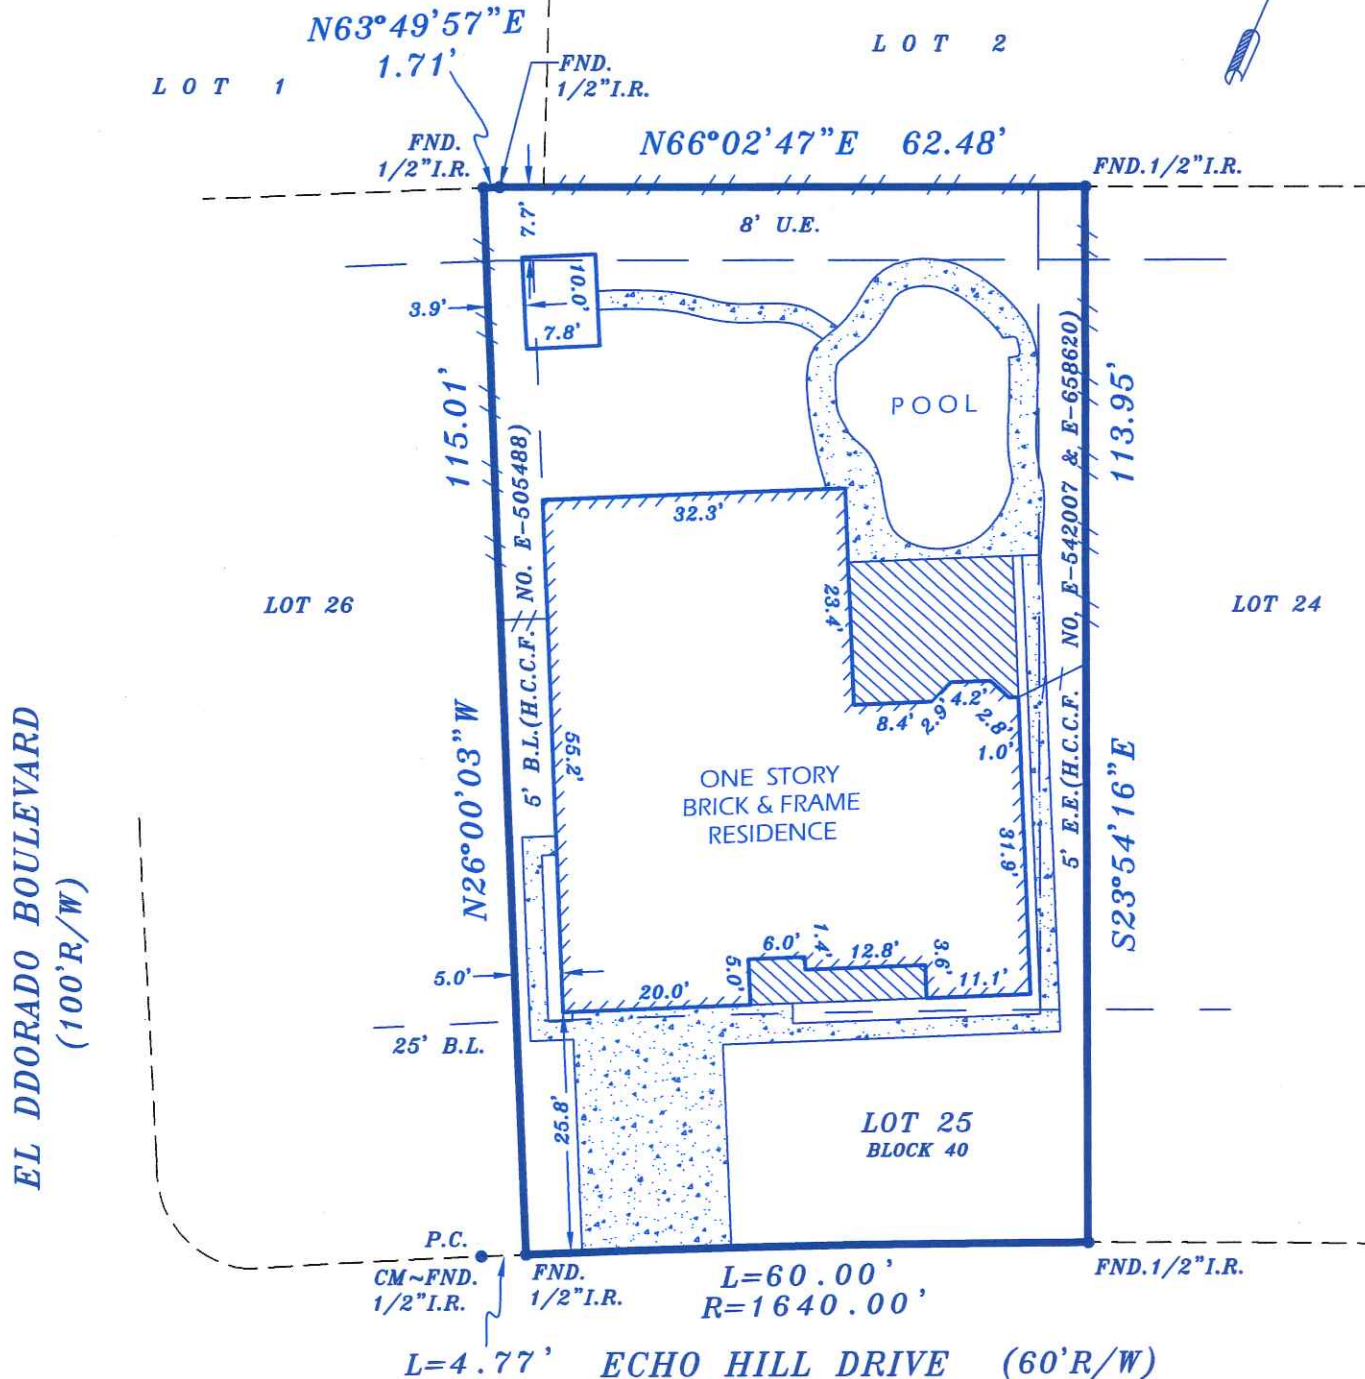 N63°49'57"E
1.71'
LOT 1
FND.
1/2"I.R.
LOT 2
FND.
1/2"I.R.
N66°02'47"E 62.48'
FND.1/2"I.R.
7.7'
8' U.E.
10.0'
3.9'
7.8'
115.01'
POOL
113.95'
5' B.L.(H.C.C.F. NO. E-505488)
5' E.E.(H.C.C.F. NO, E-542007 & E-658620)
32.3'
LOT 26
23.4'
LOT 24
8.4'
2.9'
4.2'
2.8'
1.0'
N26°00'03"W
55.2'
ONE STORY
BRICK & FRAME
RESIDENCE
31.9'
S23°54'16"E
EL DDORADO BOULEVARD
(100'R/W)
5.0'
20.0'
5.0'
6.0'
1.4'
12.8'
3.6'
11.1'
25' B.L.
25.8'
LOT 25
BLOCK 40
P.C.
CM~FND.
1/2"I.R.
FND.
1/2"I.R.
L=60.00'
R=1640.00'
FND.1/2"I.R.
L=4.77'
ECHO HILL DRIVE (60'R/W)